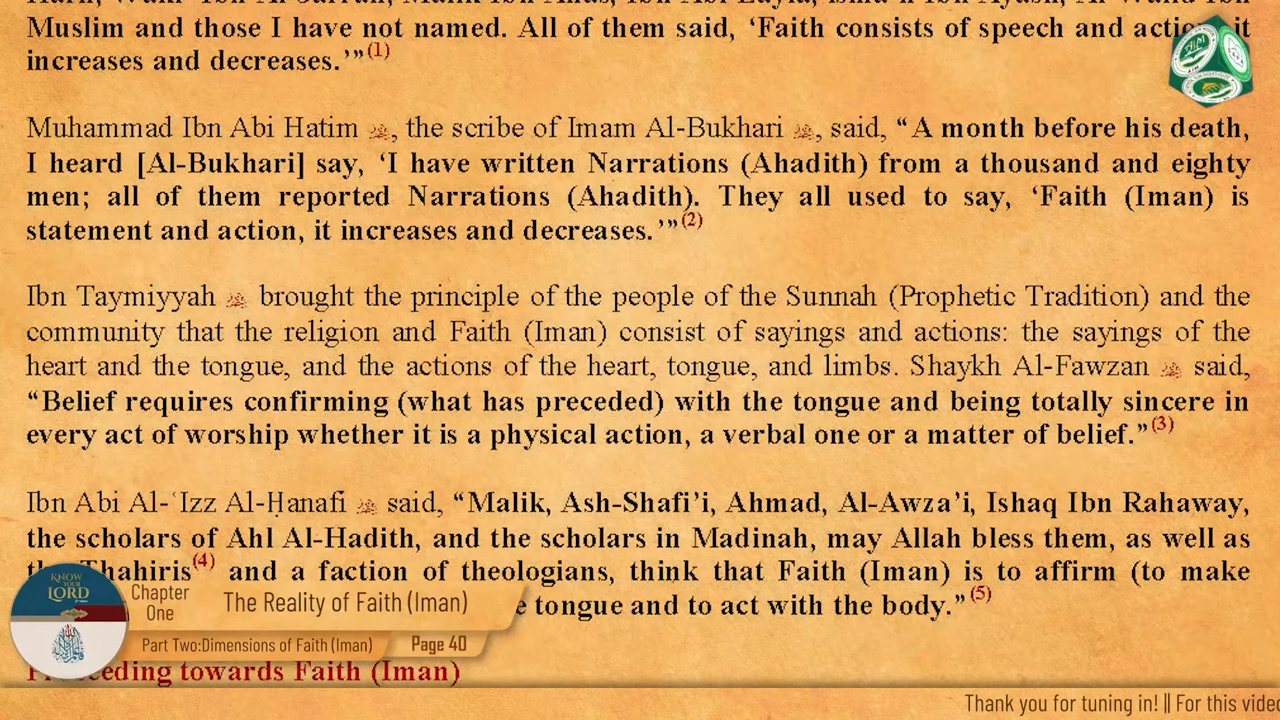 Muslim and those I have not named. All of them said, ‘Faith consists of speech and action, it
increases and decreases.’”(1)
Muhammad Ibn Abi Hatim, the scribe of Imam Al-Bukhari, said, “A month before his death,
I heard [Al-Bukhari] say, ‘I have written Narrations (Ahadith) from a thousand and eighty
men; all of them reported Narrations (Ahadith). They all used to say, ‘Faith (Iman) is
statement and action, it increases and decreases.’”(2)
Ibn Taymiyyah brought the principle of the people of the Sunnah (Prophetic Tradition) and the
community that the religion and Faith (Iman) consist of sayings and actions: the sayings of the
heart and the tongue, and the actions of the heart, tongue, and limbs. Shaykh Al-Fawzan said,
“Belief requires confirming (what has preceded) with the tongue and being totally sincere in
every act of worship whether it is a physical action, a verbal one or a matter of belief.”(3)
Ibn Abi Al-ʿIzz Al-Ḥanafi said, “Malik, Ash-Shafi’i, Ahmad, Al-Awza’i, Ishaq Ibn Rahaway,
the scholars of Ahl Al-Hadith, and the scholars in Madinah, may Allah bless them, as well as
Thahiris(4) and a faction of theologians, think that Faith (Iman) is to affirm (to make
tongue and to act with the body.”(5)
KNOW
YOUR
LORD
Chapter
One
The Reality of Faith (Iman)
Part Two:Dimensions of Faith (Iman)
Page 40
towards Faith (Iman)
Thank you for tuning in! || For this